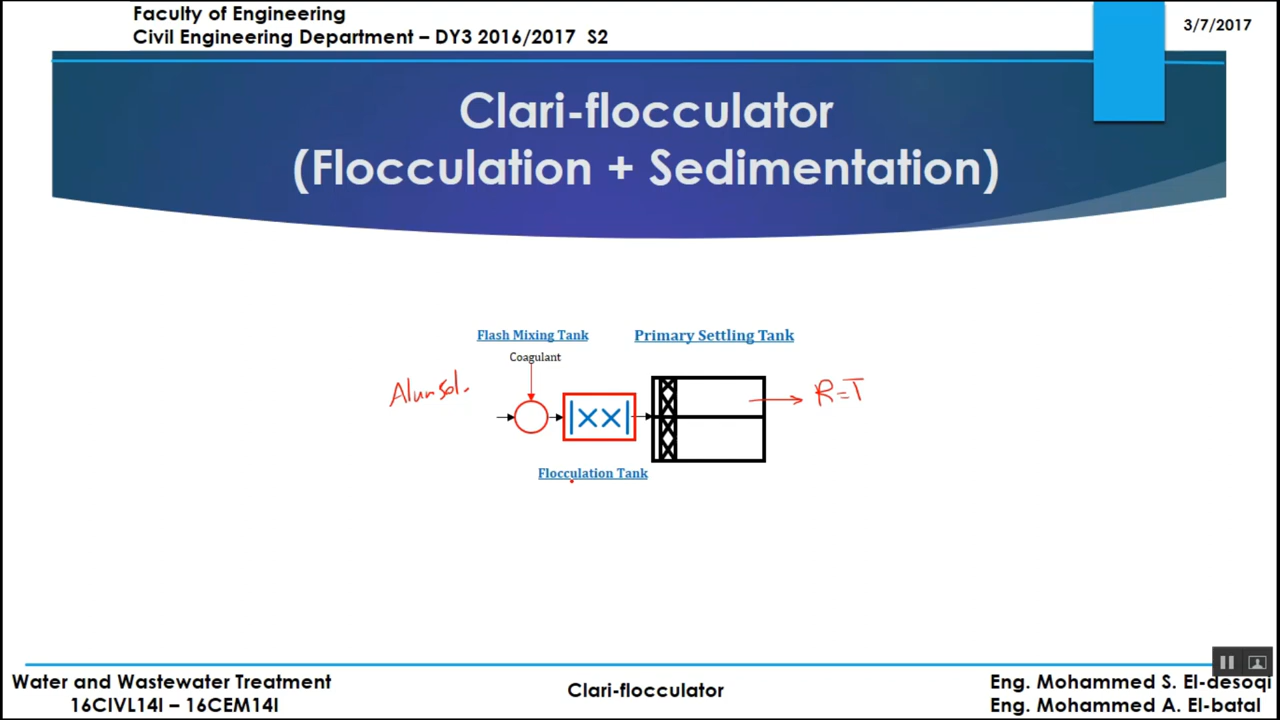 Faculty of Engineering
Civil Engineering Department – DY3 2016/2017 S2
3/7/2017
Clari-flocculator
(Flocculation + Sedimentation)
Flash Mixing Tank
Primary Settling Tank
Coagulant
Alum sol.
R=T
Flocculation Tank
Water and Wastewater Treatment
16CIVL14I – 16CEM14I
Clari-flocculator
Eng. Mohammed S. El-desoqi
Eng. Mohammed A. El-batal